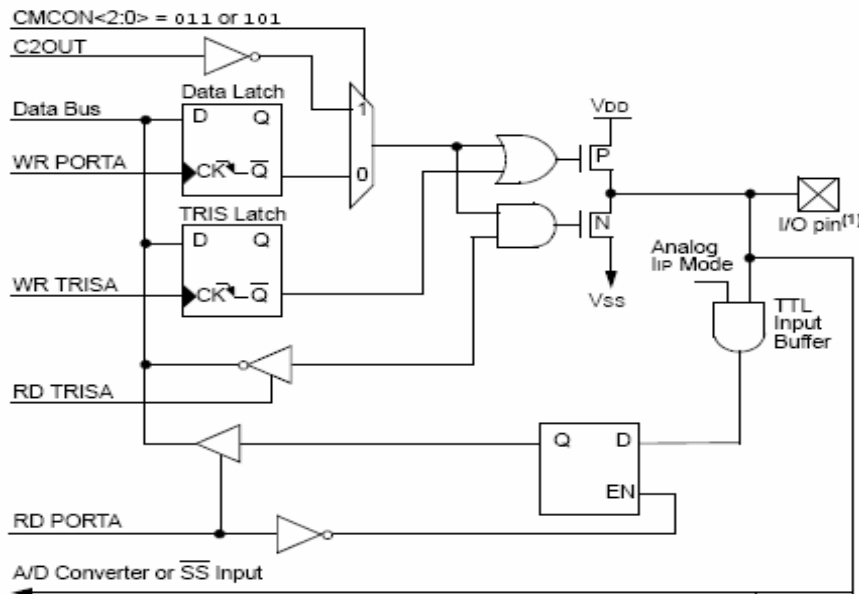 CMCON<2:0> = 011 or 101
C2OUT
Data Latch
Data Bus
D Q
1
VDD
WR PORTA
CK Q̅
0
P
TRIS Latch
D Q
N
I/O pin(1)
Analog
IIP Mode
WR TRISA
CK Q̅
VSS
TTL
Input
Buffer
RD TRISA
Q D
EN
RD PORTA
A/D Converter or S̅S̅ Input